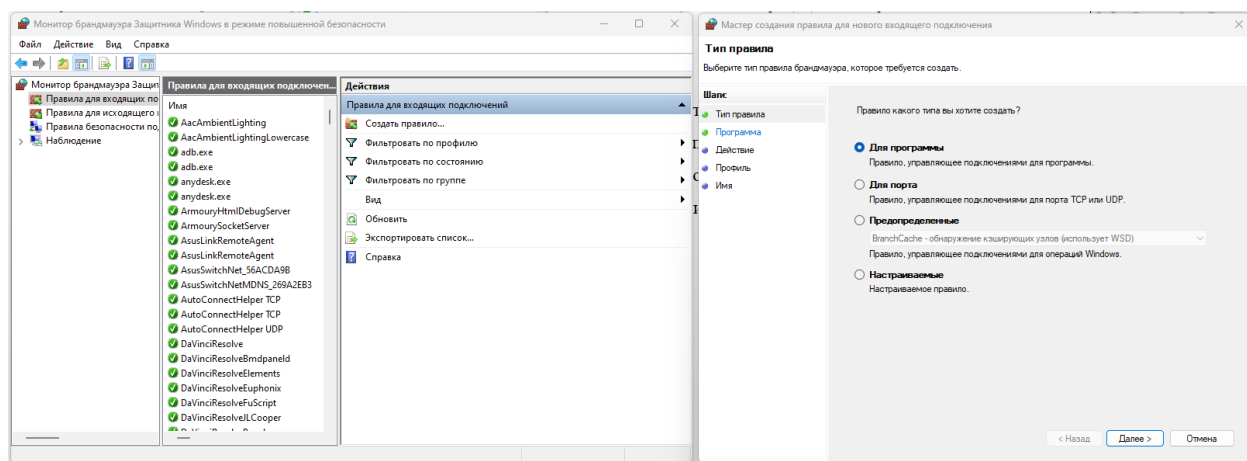 Монитор брандмауэра Защитника Windows в режиме повышенной безопасности
Файл Действие Вид Справка
Монитор брандмауэра Защит
Правила для входящих по
Правила для исходящего
Правила безопасности по
Наблюдение
Правила для входящих подключен...
Имя
AacAmbientLighting
AacAmbientLightingLowercase
adb.exe
adb.exe
anydesk.exe
anydesk.exe
ArmouryHtmlDebugServer
ArmourySocketServer
AsusLinkRemoteAgent
AsusLinkRemoteAgent
AsusSwitchNet_56ACDA9B
AsusSwitchNetMDNS_269A2EB3
AutoConnectHelper TCP
AutoConnectHelper TCP
AutoConnectHelper UDP
DaVinciResolve
DaVinciResolveBmdpaneld
DaVinciResolveElements
DaVinciResolveEuphonix
DaVinciResolveFuScript
DaVinciResolveJLCooper
Действия
Правила для входящих подключений
Создать правило...
Фильтровать по профилю
Фильтровать по состоянию
Фильтровать по группе
Вид
Обновить
Экспортировать список...
Справка
Мастер создания правила для нового входящего подключения
Тип правила
Выберите тип правила брандмауэра, которое требуется создать.
Шаги:
Тип правила
Программа
Действие
Профиль
Имя
Правило какого типа вы хотите создать?
Для программы
Правило, управляющее подключениями для программы.
Для порта
Правило, управляющее подключениями для порта TCP или UDP.
Предопределенные
BranchCache - обнаружение кэширующих узлов (использует WSD)
Правило, управляющее подключениями для операций Windows.
Настраиваемые
Настраиваемое правило.
< Назад Далее > Отмена